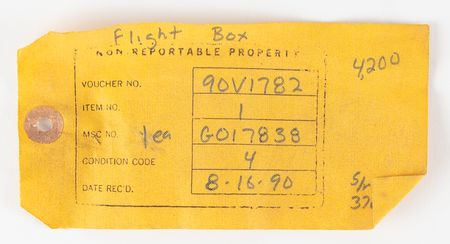 Flight Box
NON-REPORTABLE PROPERTY
4,200
VOUCHER NO. 90V1782
ITEM NO. 1
MSC NO. 1ea G017838
CONDITION CODE 4
DATE REC'D. 8-16-90
S/
37